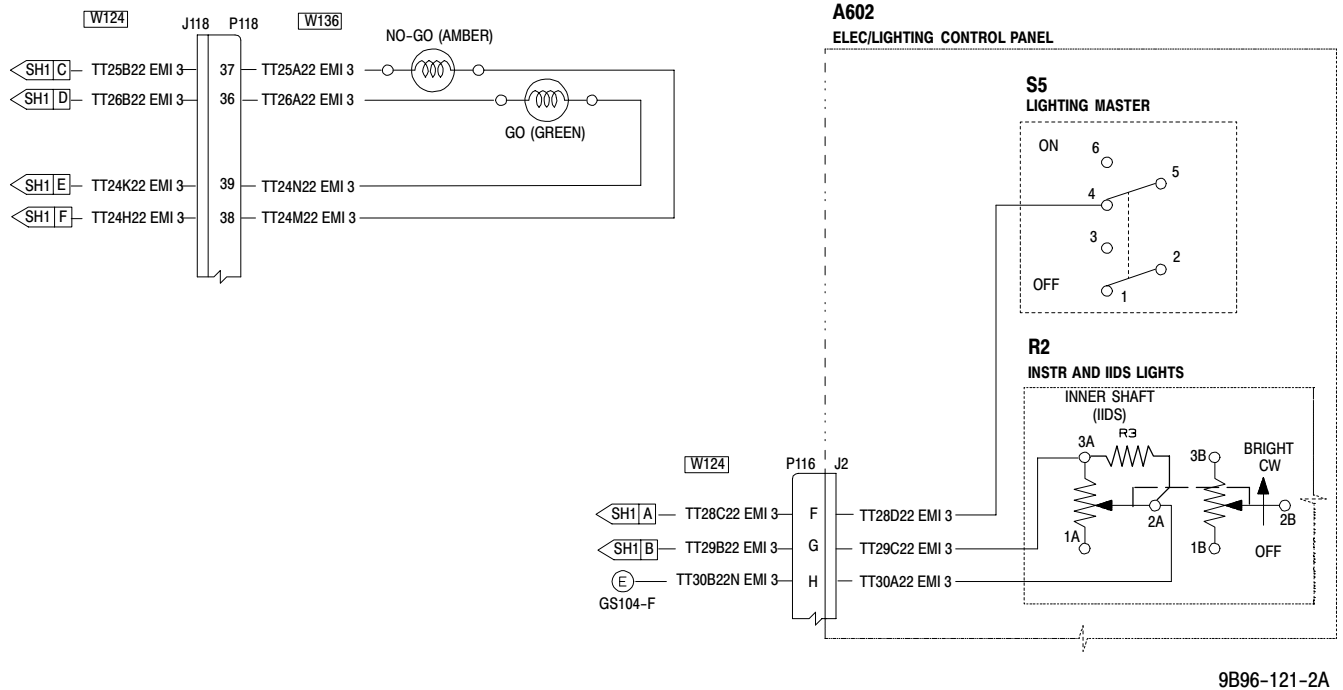 W124
J118 P118
W136
NO-GO (AMBER)
SH1 C TT25B22 EMI 3 37 TT25A22 EMI 3
SH1 D TT26B22 EMI 3 36 TT26A22 EMI 3
GO (GREEN)
SH1 E TT24K22 EMI 3 39 TT24N22 EMI 3
SH1 F TT24H22 EMI 3 38 TT24M22 EMI 3
A602
ELEC/LIGHTING CONTROL PANEL
S5
LIGHTING MASTER
ON
6
5
4
3
2
OFF
1
R2
INSTR AND IIDS LIGHTS
INNER SHAFT
(IIDS)
R3
3A
3B
BRIGHT
CW
2A
2B
1A
1B
OFF
W124
P116 J2
SH1 A TT28C22 EMI 3 F TT28D22 EMI 3
SH1 B TT29B22 EMI 3 G TT29C22 EMI 3
E TT30B22N EMI 3 H TT30A22 EMI 3
GS104-F
9B96-121-2A